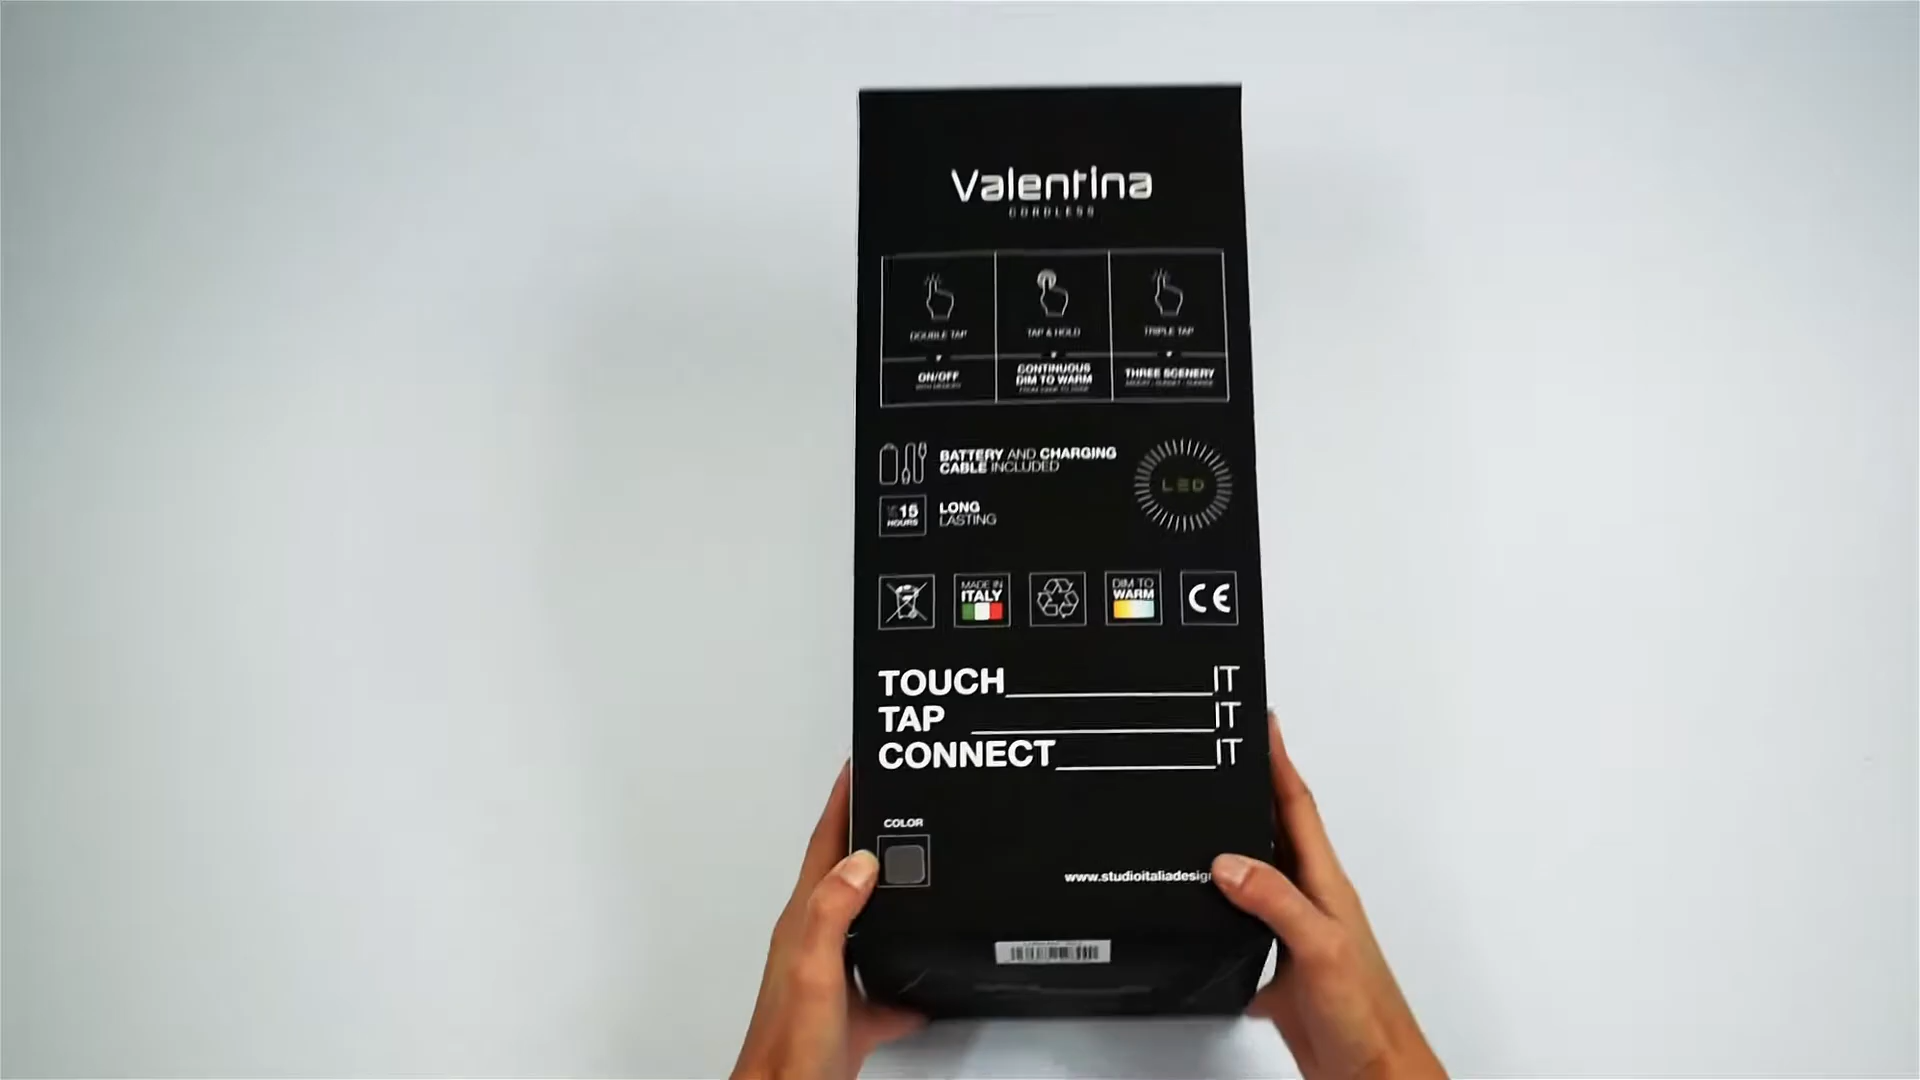 Valentina
CORDLESS
DOUBLE TAP
TAP & HOLD
TRIPLE TAP
ON/OFF
WITH MEMORY
CONTINUOUS
DIM TO WARM
THREE SCENERY
BATTERY AND CHARGING
CABLE INCLUDED
LED
15
HOURS
LONG
LASTING
MADE IN
ITALY
DIM TO
WARM
CE
TOUCH IT
TAP IT
CONNECT IT
COLOR
www.studioitaliadesig